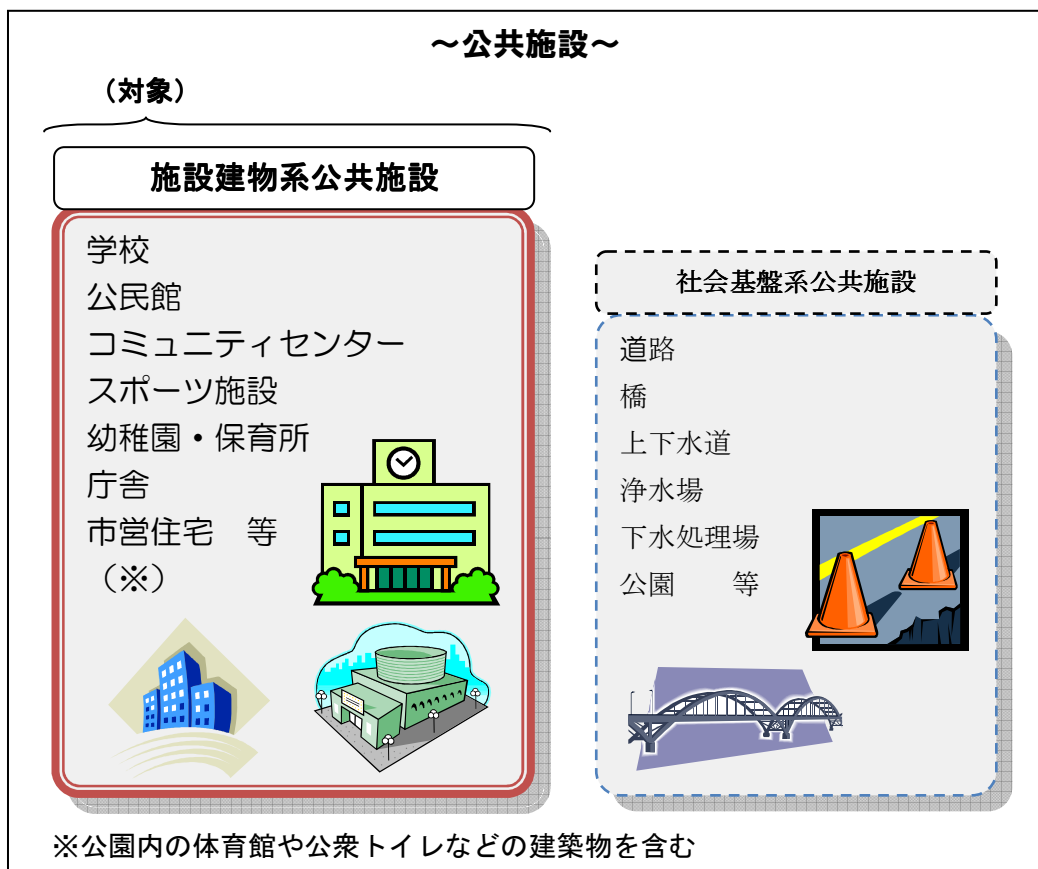 ～公共施設～
（対象）
施設建物系公共施設
学校
公民館
コミュニティセンター
スポーツ施設
幼稚園・保育所
庁舎
市営住宅　等
（※）
社会基盤系公共施設
道路
橋
上下水道
浄水場
下水処理場
公園　　等
※公園内の体育館や公衆トイレなどの建築物を含む